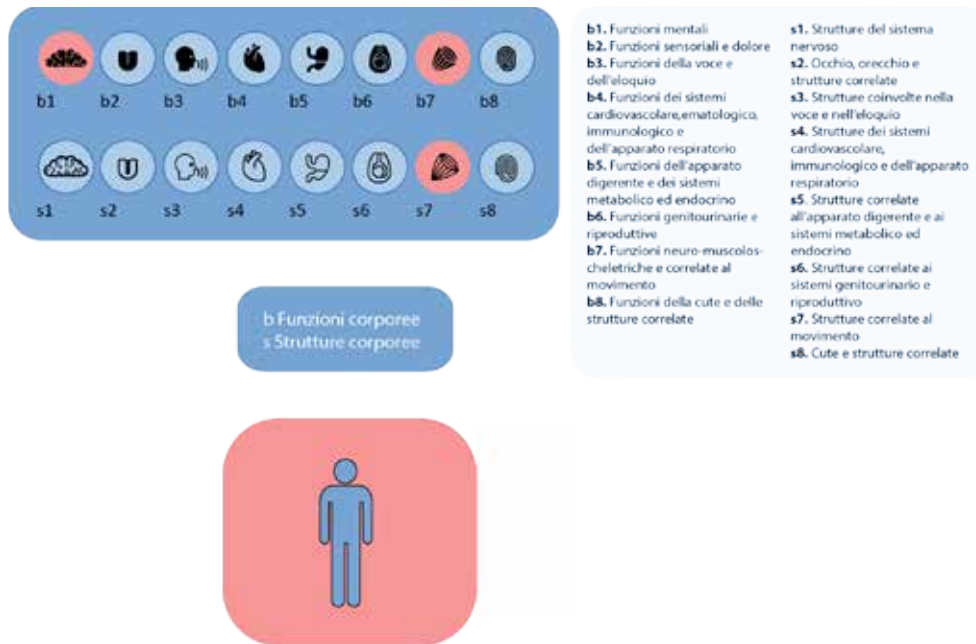 b1 b2 b3 b4 b5 b6 b7 b8
s1 s2 s3 s4 s5 s6 s7 s8
b Funzioni corporee
s Strutture corporee
b1. Funzioni mentali
b2. Funzioni sensoriali e dolore
b3. Funzioni della voce e
dell'eloquio
b4. Funzioni dei sistemi
cardiovascolare,ematologico,
immunologico e
dell'apparato respiratorio
b5. Funzioni dell'apparato
digerente e dei sistemi
metabolico ed endocrino
b6. Funzioni genitourinarie e
riproduttive
b7. Funzioni neuro-muscolos-
cheletriche e correlate al
movimento
b8. Funzioni della cute e delle
strutture correlate
s1. Strutture del sistema
nervoso
s2. Occhio, orecchio e
strutture correlate
s3. Strutture coinvolte nella
voce e nell'eloquio
s4. Strutture dei sistemi
cardiovascolare,
immunologico e dell'apparato
respiratorio
s5. Strutture correlate
all'apparato digerente e ai
sistemi metabolico ed
endocrino
s6. Strutture correlate ai
sistemi genitourinario e
riproduttivo
s7. Strutture correlate al
movimento
s8. Cute e strutture correlate